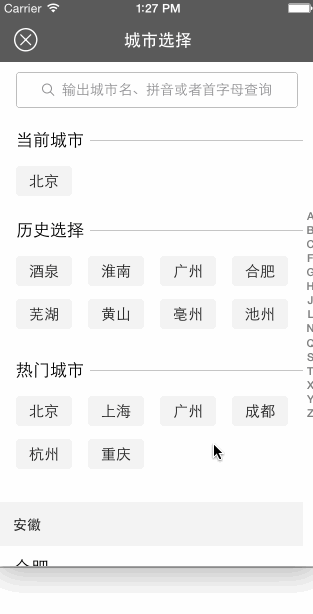 Carrier 1:27 PM
城市选择
输出城市名、拼音或者首字母查询
当前城市
北京
历史选择
酒泉 淮南 广州 合肥
芜湖 黄山 亳州 池州
热门城市
北京 上海 广州 成都
杭州 重庆
安徽
合肥
A
B
C
F
G
H
J
L
N
Q
S
T
X
Y
Z